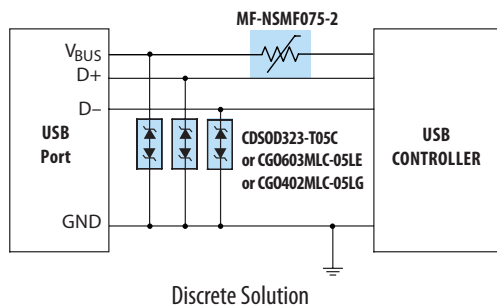 MF-NSMF075-2
VBUS
D+
D–
USB
Port
CDSOD323-T05C
or CG0603MLC-05LE
or CG0402MLC-05LG
USB
CONTROLLER
GND
Discrete Solution